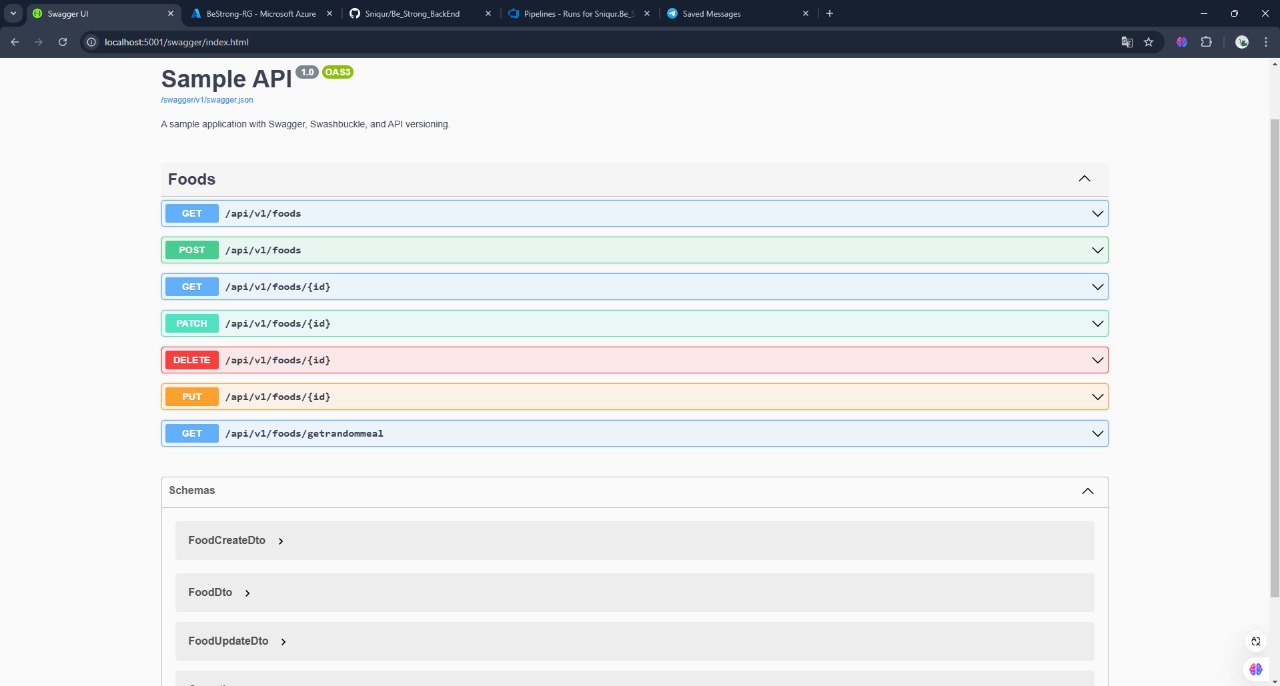 Swagger UI
BeStrong-RG - Microsoft Azure
Sniqur/Be_Strong_BackEnd
Pipelines - Runs for Sniqur.Be_S
Saved Messages
localhost:5001/swagger/index.html
Sample API 1.0 OAS3
/swagger/v1/swagger.json
A sample application with Swagger, Swashbuckle, and API versioning.
Foods
GET /api/v1/foods
POST /api/v1/foods
GET /api/v1/foods/{id}
PATCH /api/v1/foods/{id}
DELETE /api/v1/foods/{id}
PUT /api/v1/foods/{id}
GET /api/v1/foods/getrandommeal
Schemas
FoodCreateDto
FoodDto
FoodUpdateDto